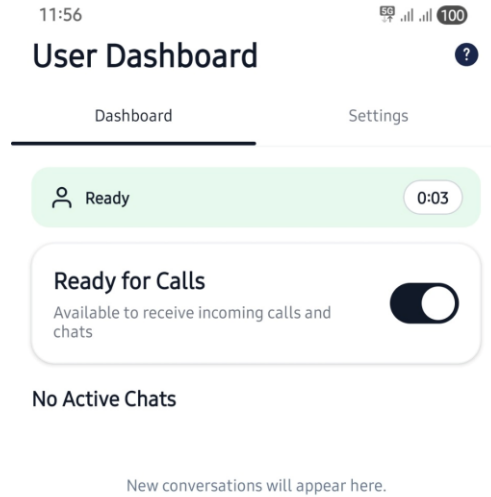 11:56
5G
100
User Dashboard
?
Dashboard
Settings
Ready
0:03
Ready for Calls
Available to receive incoming calls and
chats
No Active Chats
New conversations will appear here.